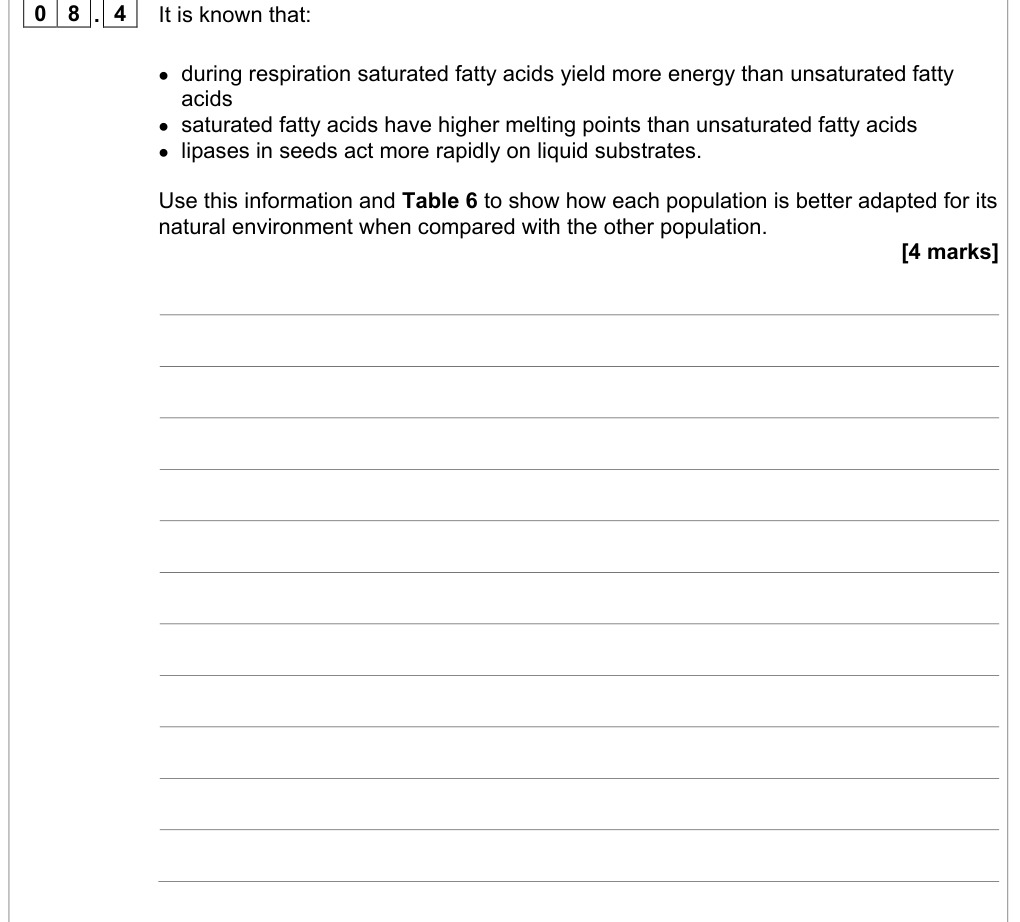 08.4 It is known that:
• during respiration saturated fatty acids yield more energy than unsaturated fatty
acids
• saturated fatty acids have higher melting points than unsaturated fatty acids
• lipases in seeds act more rapidly on liquid substrates.
Use this information and Table 6 to show how each population is better adapted for its
natural environment when compared with the other population.
[4 marks]